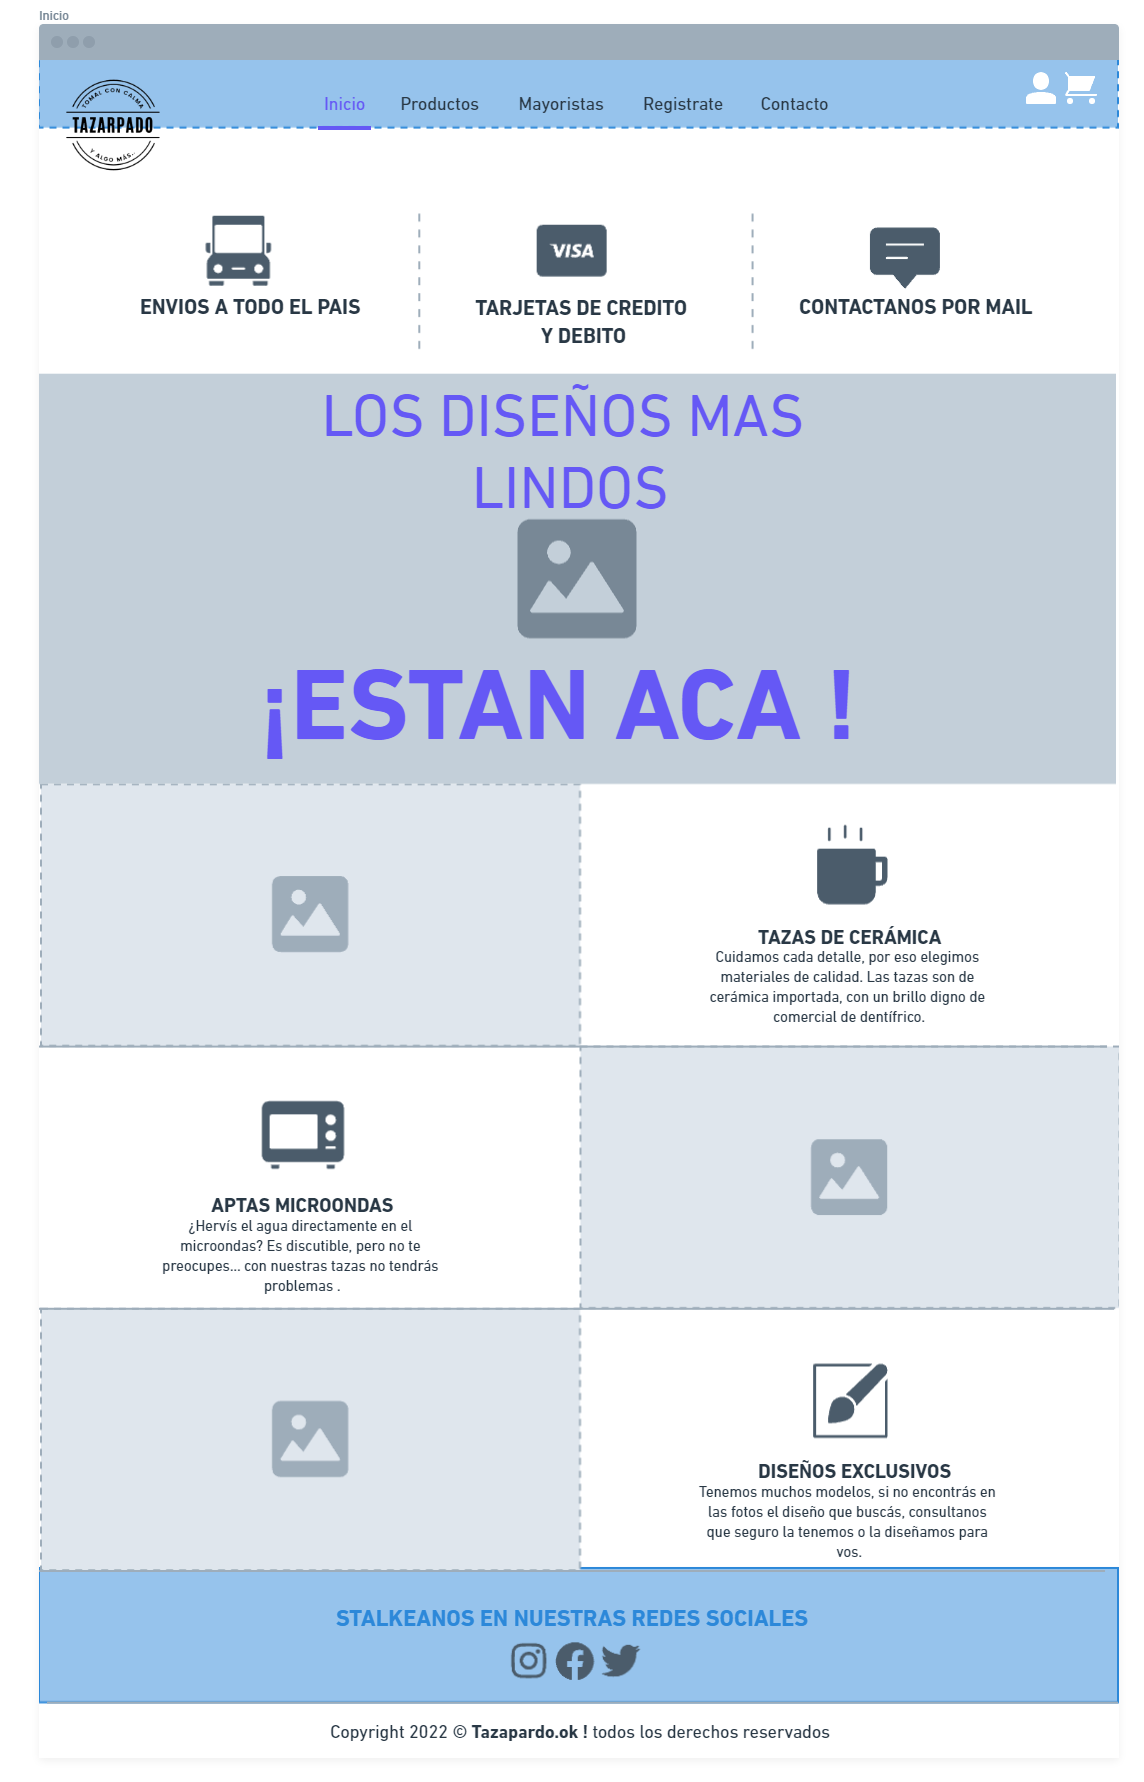 Inicio
TOMAL CON CALMA
TAZARPADO
Y ALGO MÁS..
Inicio Productos Mayoristas Registrate Contacto
VISA
ENVIOS A TODO EL PAIS
TARJETAS DE CREDITO
Y DEBITO
CONTACTANOS POR MAIL
LOS DISEÑOS MAS
LINDOS
¡ESTAN ACA !
TAZAS DE CERÁMICA
Cuidamos cada detalle, por eso elegimos
materiales de calidad. Las tazas son de
cerámica importada, con un brillo digno de
comercial de dentífrico.
APTAS MICROONDAS
¿Hervís el agua directamente en el
microondas? Es discutible, pero no te
preocupes... con nuestras tazas no tendrás
problemas .
DISEÑOS EXCLUSIVOS
Tenemos muchos modelos, si no encontrás en
las fotos el diseño que buscás, consultanos
que seguro la tenemos o la diseñamos para
vos.
STALKEANOS EN NUESTRAS REDES SOCIALES
Copyright 2022 © Tazapardo.ok ! todos los derechos reservados